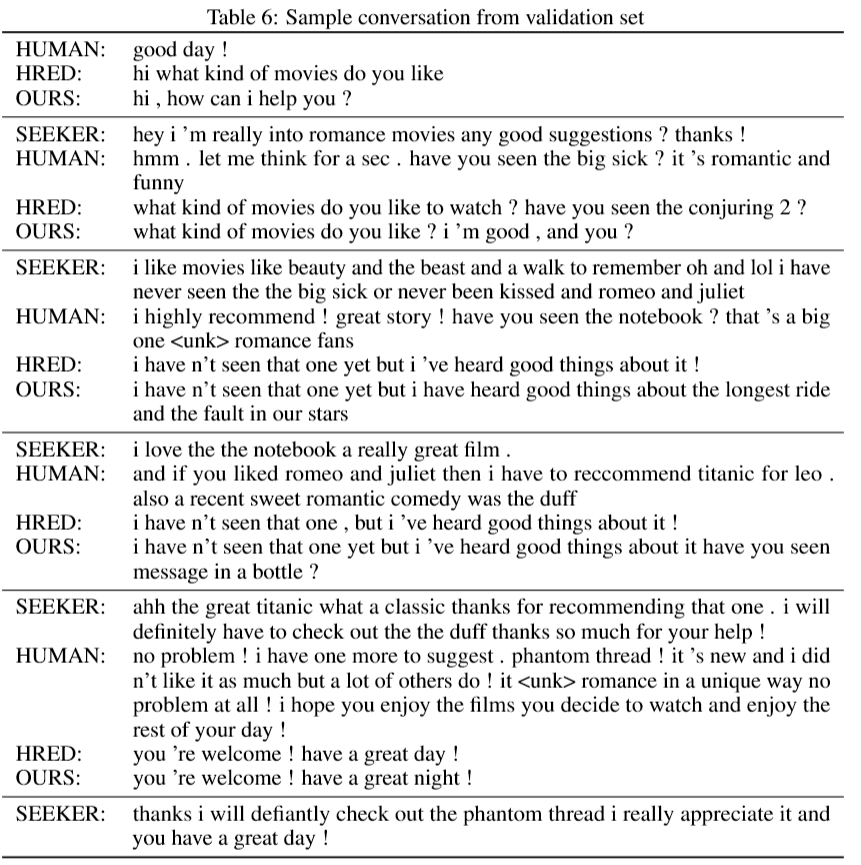 Table 6: Sample conversation from validation set
HUMAN: good day !
HRED: hi what kind of movies do you like
OURS: hi , how can i help you ?
SEEKER: hey i 'm really into romance movies any good suggestions ? thanks !
HUMAN: hmm . let me think for a sec . have you seen the big sick ? it 's romantic and
funny
HRED: what kind of movies do you like to watch ? have you seen the conjuring 2 ?
OURS: what kind of movies do you like ? i 'm good , and you ?
SEEKER: i like movies like beauty and the beast and a walk to remember oh and lol i have
never seen the the big sick or never been kissed and romeo and juliet
HUMAN: i highly recommend ! great story ! have you seen the notebook ? that 's a big
one <unk> romance fans
HRED: i have n't seen that one yet but i 've heard good things about it !
OURS: i have n't seen that one yet but i have heard good things about the longest ride
and the fault in our stars
SEEKER: i love the the notebook a really great film .
HUMAN: and if you liked romeo and juliet then i have to reccommend titanic for leo .
also a recent sweet romantic comedy was the duff
HRED: i have n't seen that one , but i 've heard good things about it !
OURS: i have n't seen that one yet but i 've heard good things about it have you seen
message in a bottle ?
SEEKER: ahh the great titanic what a classic thanks for recommending that one . i will
definitely have to check out the the duff thanks so much for your help !
HUMAN: no problem ! i have one more to suggest . phantom thread ! it 's new and i did
n't like it as much but a lot of others do ! it <unk> romance in a unique way no
problem at all ! i hope you enjoy the films you decide to watch and enjoy the
rest of your day !
HRED: you 're welcome ! have a great day !
OURS: you 're welcome ! have a great night !
SEEKER: thanks i will defiantly check out the phantom thread i really appreciate it and
you have a great day !